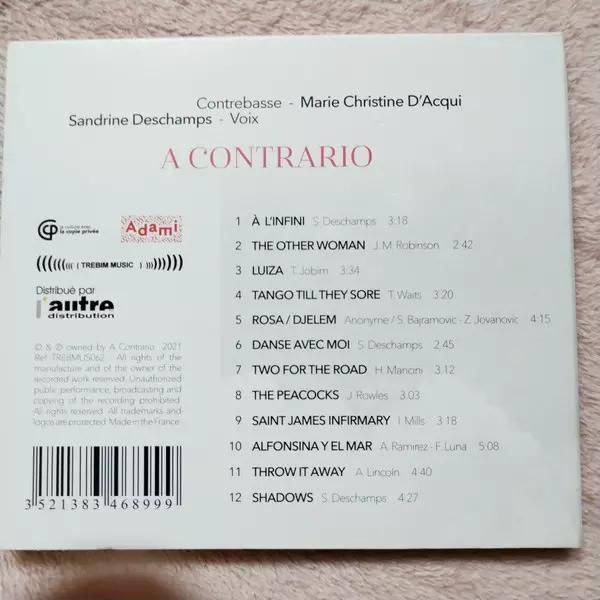 Contrebasse - Marie Christine D'Acqui
Sandrine Deschamps - Voix
A CONTRARIO
la culture avec
la copie privée
Adami
(((((((((( ( TREBIM MUSIC ) ))))))))))
Distribué par
l'autre
distribution
© & ℗ owned by A Contrario 2021
Ref TREBMUS062 . All rights of the
manufacture and of the owner of the
recorded work reserved. Unauthorized
public performance, broadcasting and
copying of the recording prohibited.
All rights reserved. All trademarks and
logos are protected. Made in the France.
3 521383 468999
1 À L'INFINI S. Deschamps 3:18
2 THE OTHER WOMAN J.M. Robinson 2:42
3 LUIZA T. Jobim 3:34
4 TANGO TILL THEY SORE T. Waits 3:20
5 ROSA / DJELEM Anonyme / S. Bajramovic - Z. Jovanovic 4:15
6 DANSE AVEC MOI S. Deschamps 2:45
7 TWO FOR THE ROAD H. Mancini 3:12
8 THE PEACOCKS J. Rowles 3:03
9 SAINT JAMES INFIRMARY I. Mills 3:18
10 ALFONSINA Y EL MAR A. Ramirez - F. Luna 5:08
11 THROW IT AWAY A. Lincoln 4:40
12 SHADOWS S. Deschamps 4:27